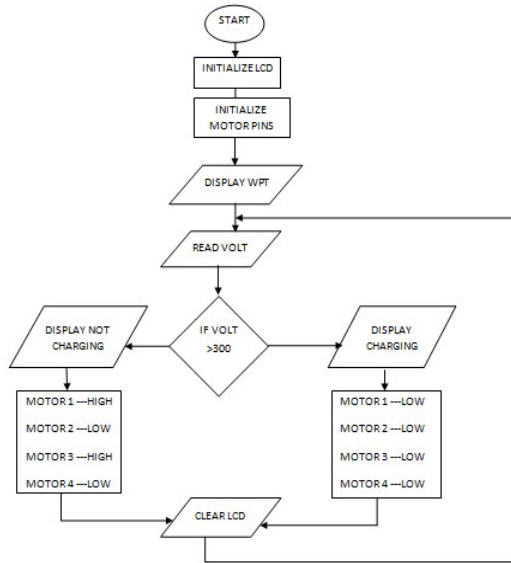 START
INITIALIZE LCD
INITIALIZE
MOTOR PINS
DISPLAY WPT
READ VOLT
IF VOLT
>300
DISPLAY NOT
CHARGING
DISPLAY
CHARGING
MOTOR 1 ---HIGH
MOTOR 2 ---LOW
MOTOR 3 ---HIGH
MOTOR 4 ---LOW
MOTOR 1 ---LOW
MOTOR 2 ---LOW
MOTOR 3 ---LOW
MOTOR 4 ---LOW
CLEAR LCD